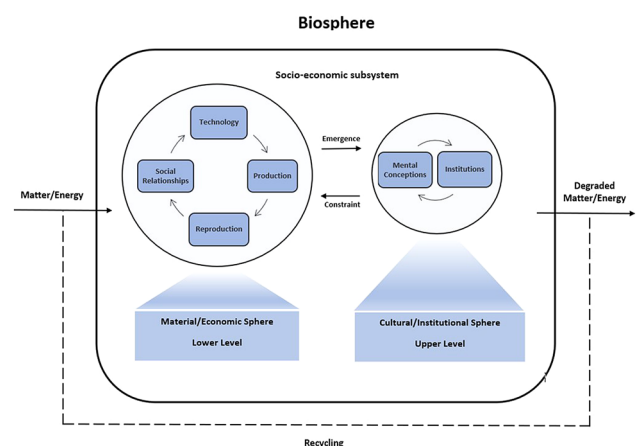 Biosphere
Socio-economic subsystem
Technology
Social
Relationships
Production
Reproduction
Emergence
Constraint
Mental
Conceptions
Institutions
Matter/Energy
Degraded
Matter/Energy
Material/Economic Sphere
Lower Level
Cultural/Institutional Sphere
Upper Level
Recycling